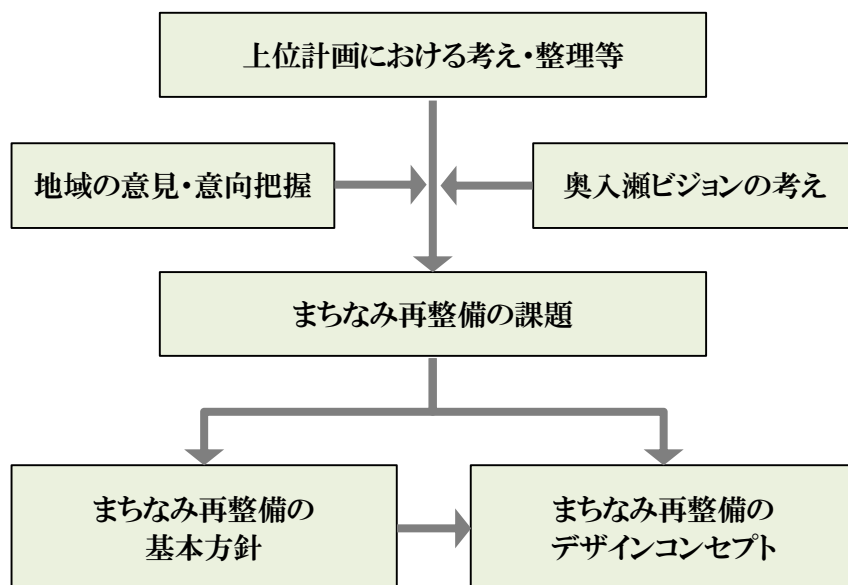 上位計画における考え・整理等
地域の意見・意向把握
奥入瀬ビジョンの考え
まちなみ再整備の課題
まちなみ再整備の
基本方針
まちなみ再整備の
デザインコンセプト